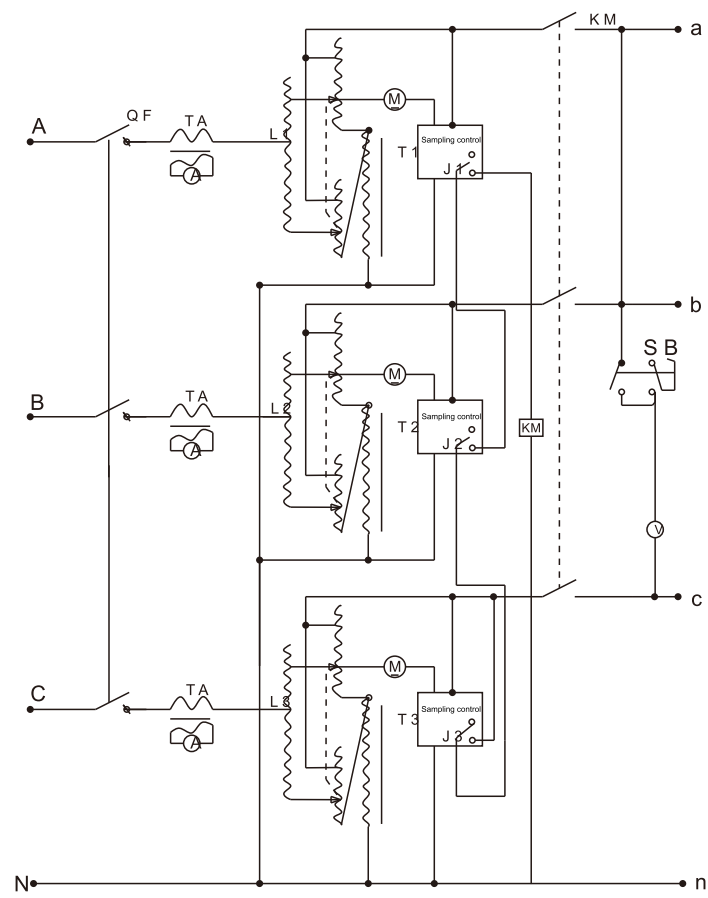 K M
a
Q F
A
T A
M
L 1
Sampling control
T 1
J 1
A
b
S B
T A
M
B
L 2
Sampling control
T 2
KM
J 2
A
V
c
T A
M
C
L 3
Sampling control
T 3
J 3
A
N
n